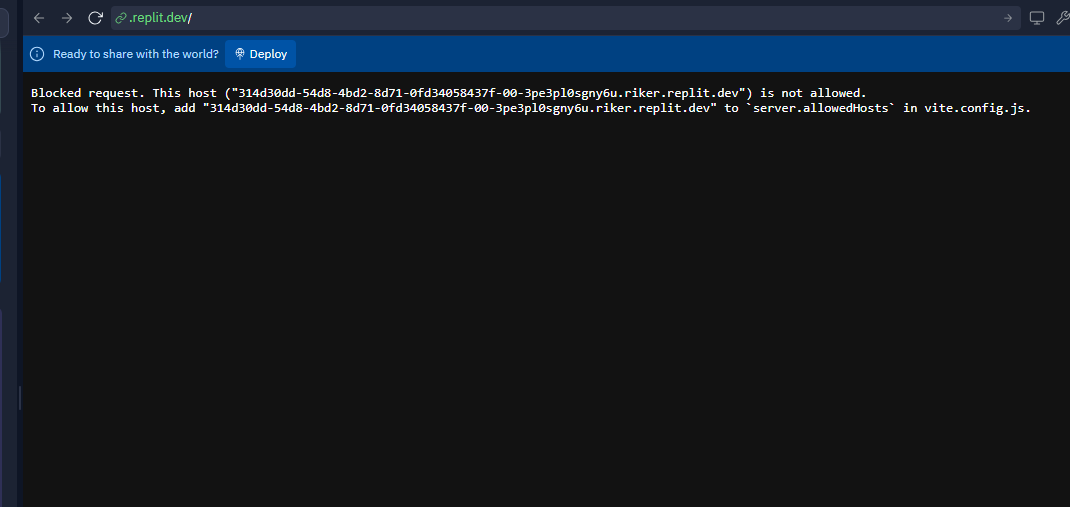 .replit.dev/
Ready to share with the world? Deploy
Blocked request. This host ("314d30dd-54d8-4bd2-8d71-0fd34058437f-00-3pe3pl0sgny6u.riker.replit.dev") is not allowed.
To allow this host, add "314d30dd-54d8-4bd2-8d71-0fd34058437f-00-3pe3pl0sgny6u.riker.replit.dev" to `server.allowedHosts` in vite.config.js.